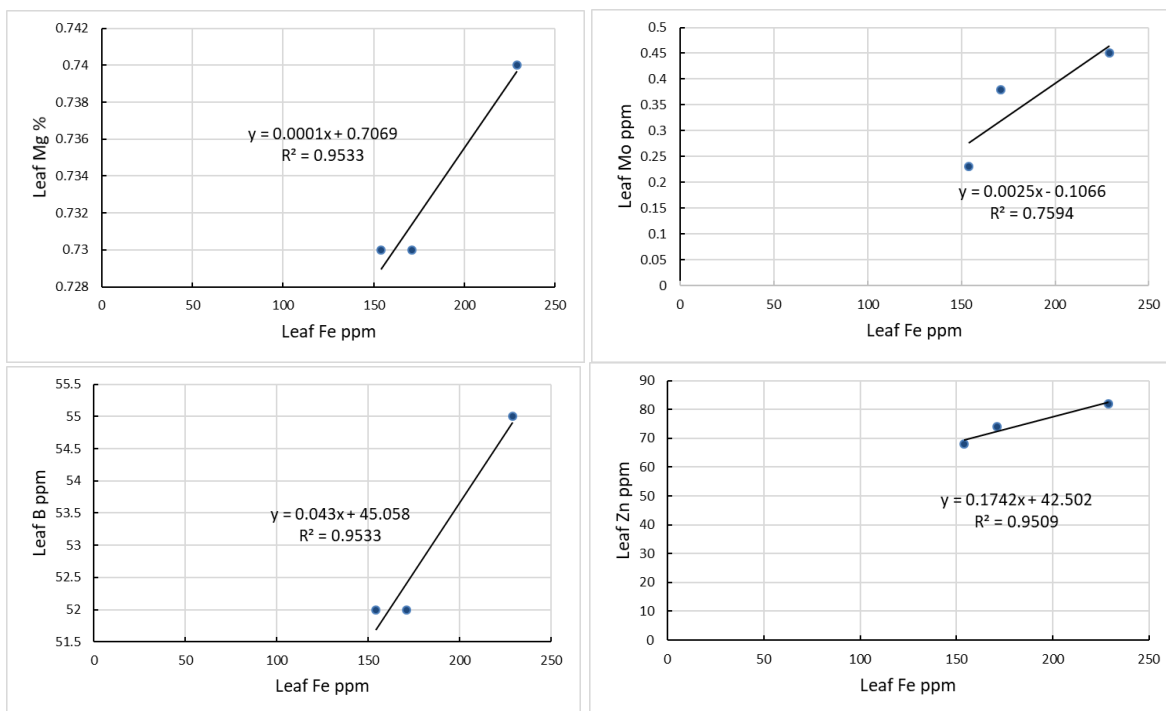 0.742
0.74
0.738
0.736
0.734
0.732
0.73
0.728
Leaf Mg %
y = 0.0001x + 0.7069
R² = 0.9533
0 50 100 150 200 250
Leaf Fe ppm
0.5
0.45
0.4
0.35
0.3
0.25
0.2
0.15
0.1
0.05
0
Leaf Mo ppm
y = 0.0025x - 0.1066
R² = 0.7594
0 50 100 150 200 250
Leaf Fe ppm
55.5
55
54.5
54
53.5
53
52.5
52
51.5
Leaf B ppm
y = 0.043x + 45.058
R² = 0.9533
0 50 100 150 200 250
Leaf Fe ppm
90
80
70
60
50
40
30
20
10
0
Leaf Zn ppm
y = 0.1742x + 42.502
R² = 0.9509
0 50 100 150 200 250
Leaf Fe ppm